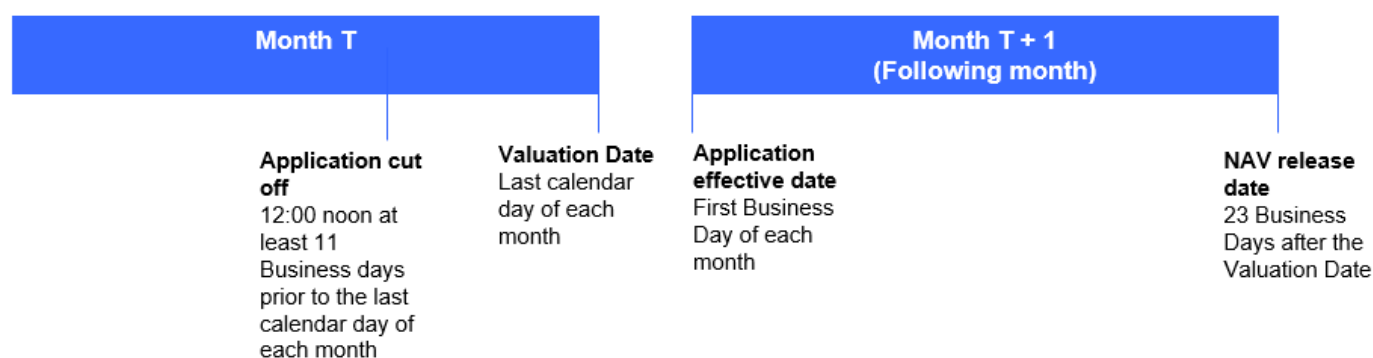 Month T
Month T + 1
(Following month)
Application cut
off
12:00 noon at
least 11
Business days
prior to the last
calendar day of
each month
Valuation Date
Last calendar
day of each
month
Application
effective date
First Business
Day of each
month
NAV release
date
23 Business
Days after the
Valuation Date